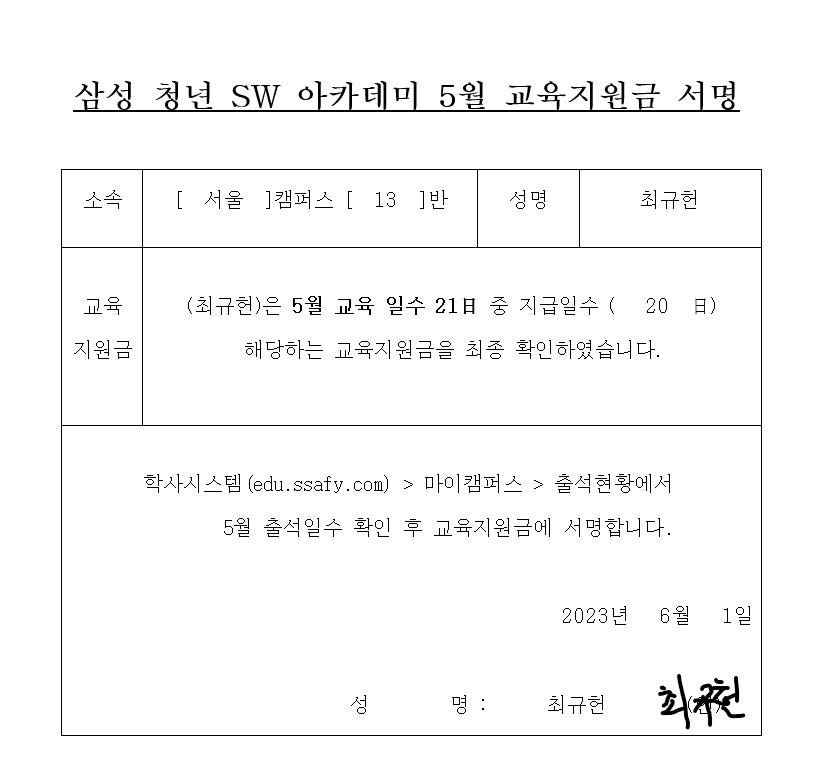 삼성 청년 SW 아카데미 5월 교육지원금 서명
소속 [ 서울 ]캠퍼스 [ 13 ]반 성명 최규헌
교육
지원금
(최규헌)은 5월 교육 일수 21日 중 지급일수 ( 20 日)
해당하는 교육지원금을 최종 확인하였습니다.
학사시스템(edu.ssafy.com) > 마이캠퍼스 > 출석현황에서
5월 출석일수 확인 후 교육지원금에 서명합니다.
2023년 6월 1일
성 명 : 최규헌 (인) 최규헌